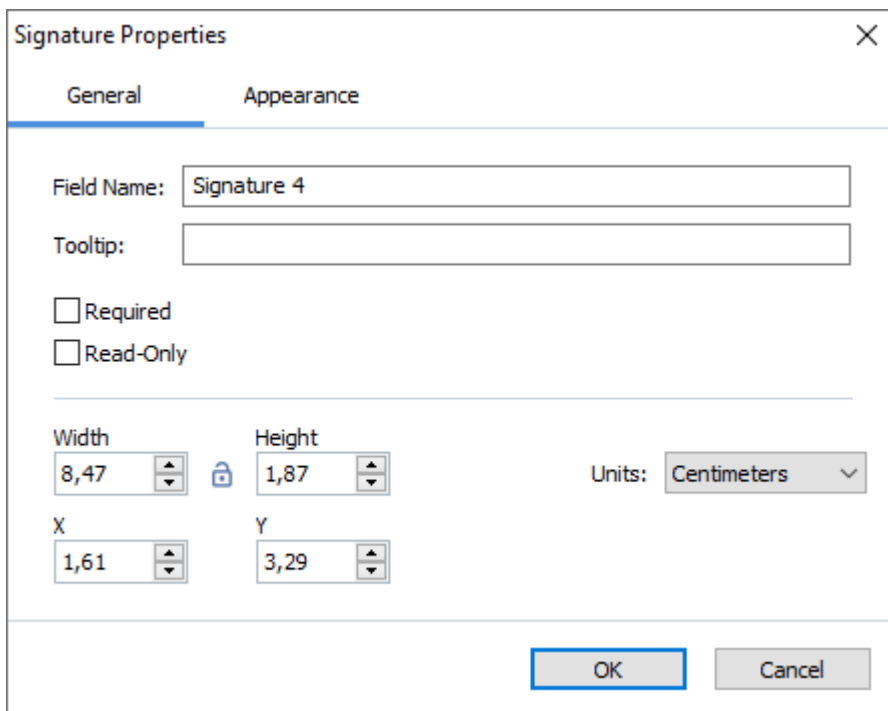 Signature Properties
General Appearance
Field Name: Signature 4
Tooltip:
Required
Read-Only
Width Height
8,47 1,87 Units: Centimeters
X Y
1,61 3,29
OK Cancel